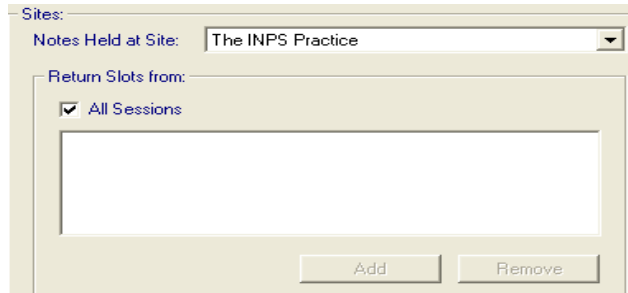 Sites:
Notes Held at Site: The INPS Practice
Return Slots from:
All Sessions
Add Remove